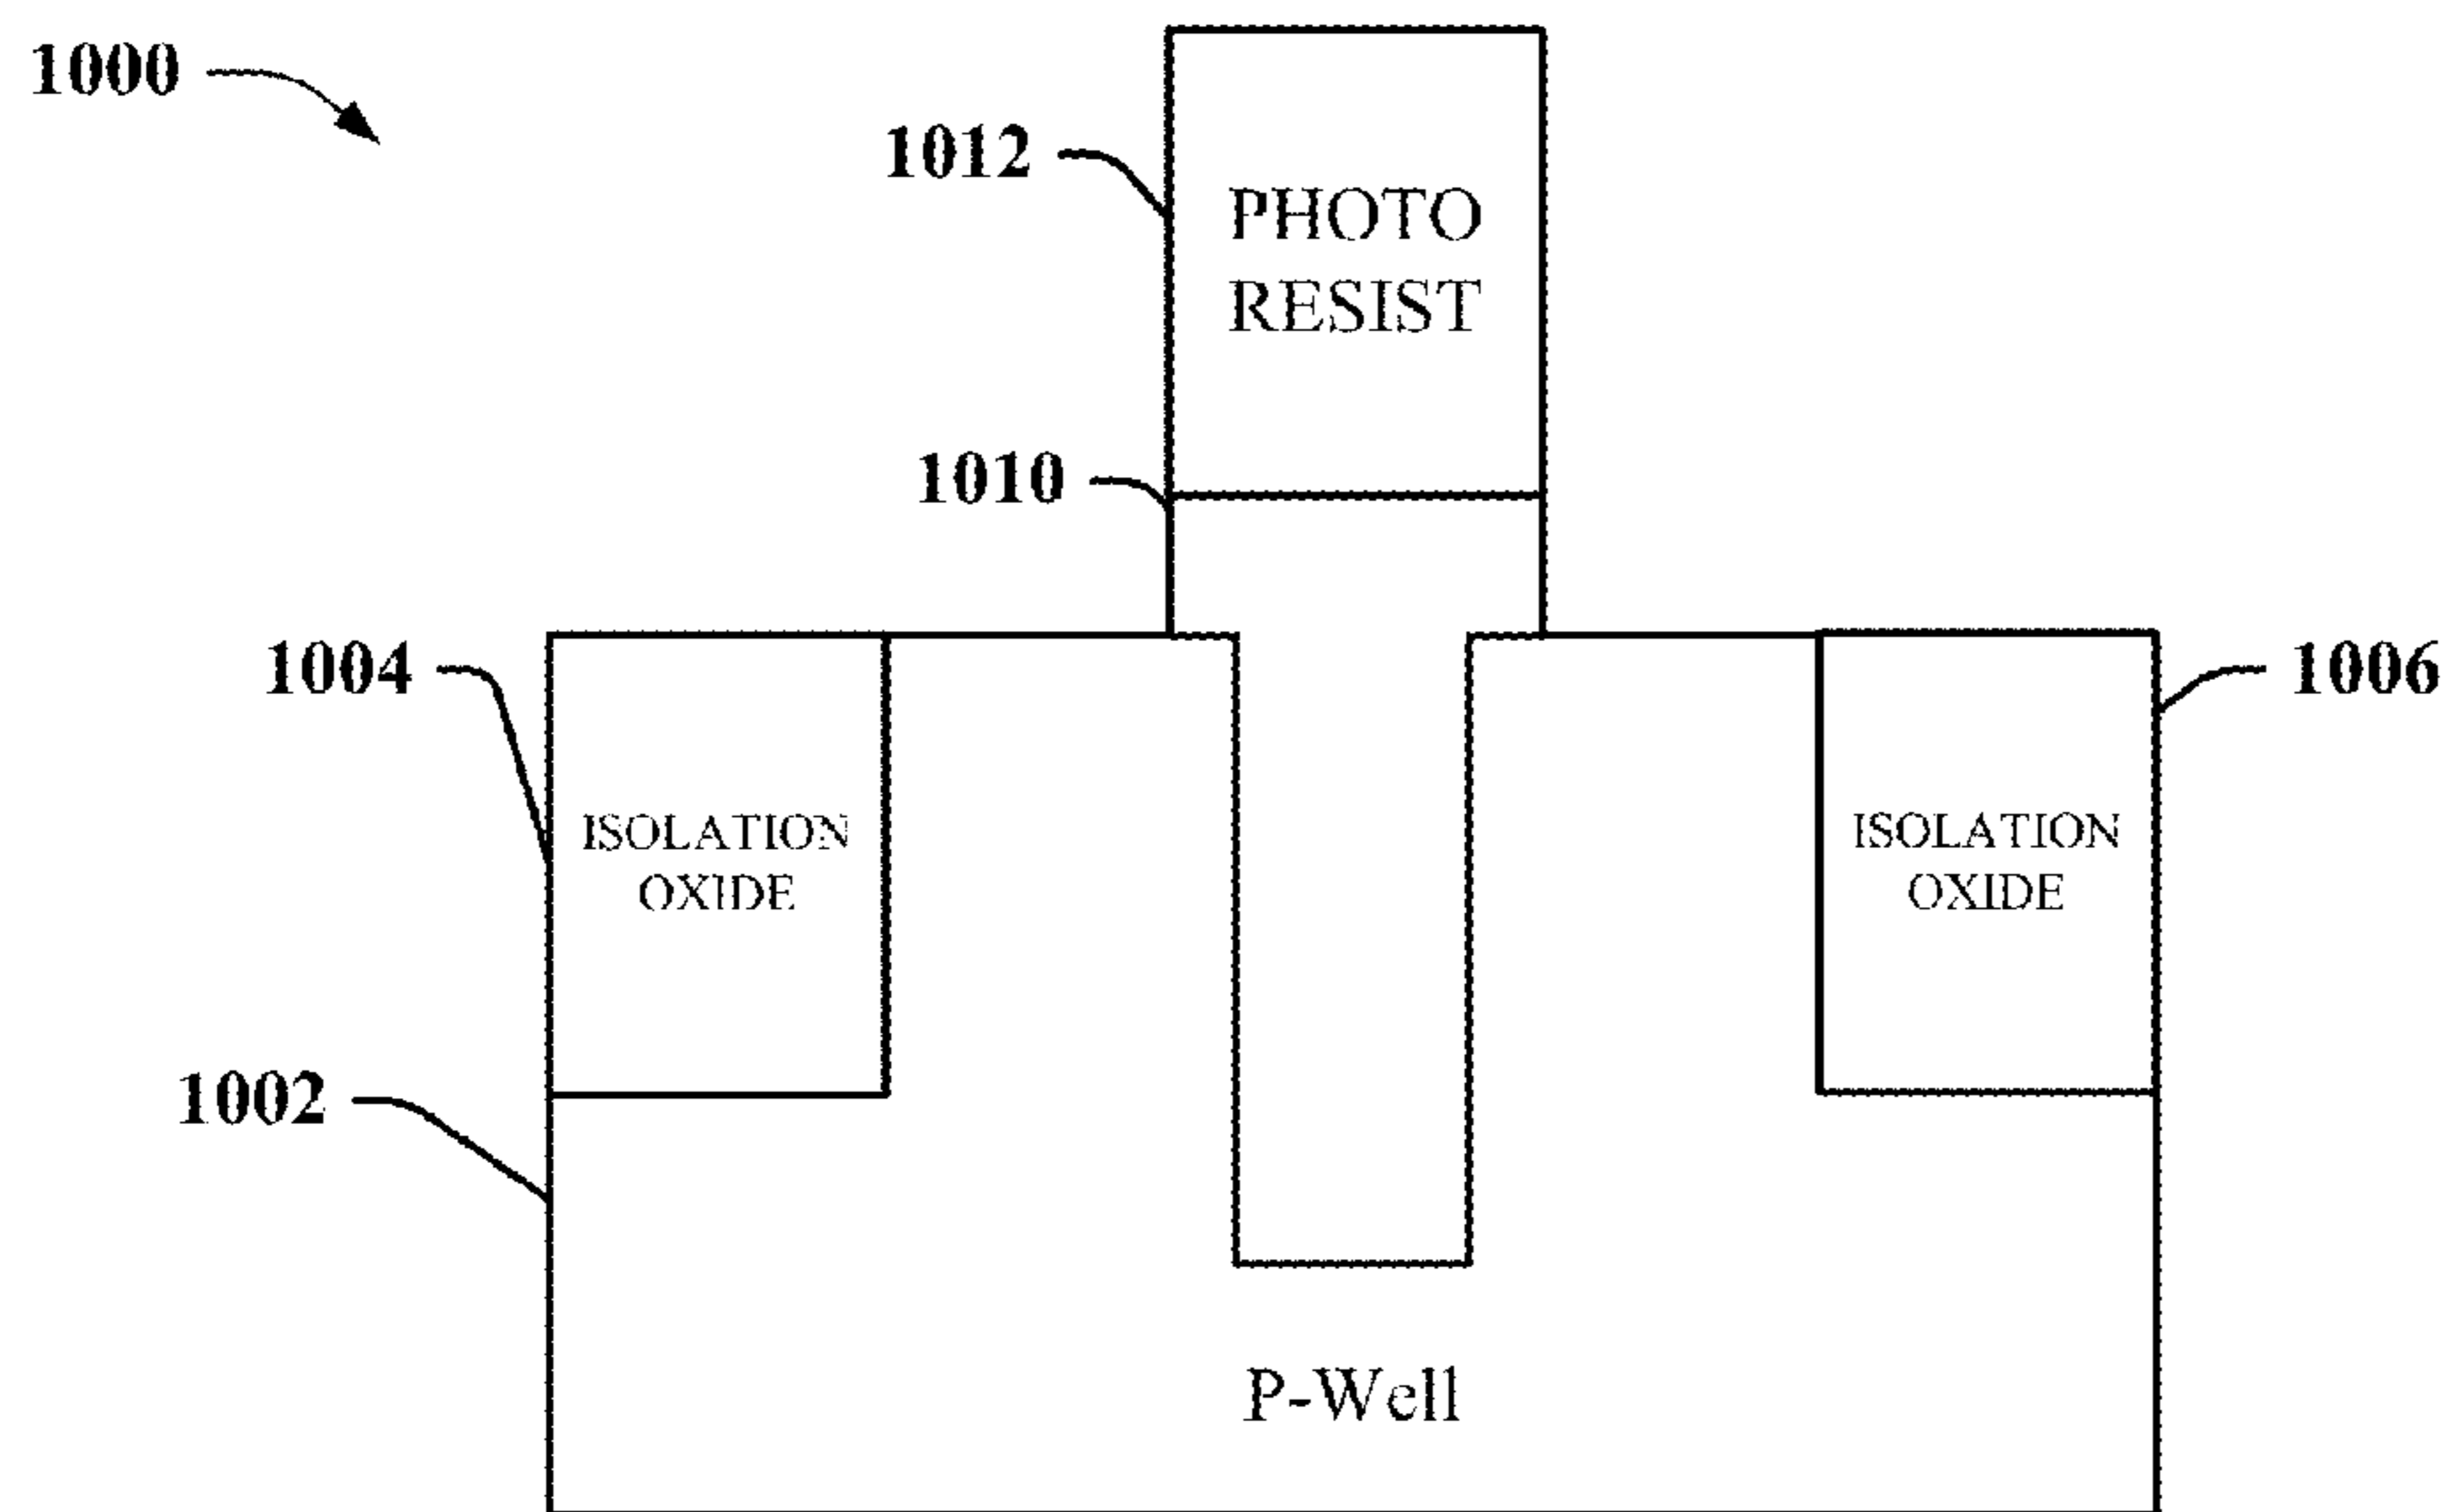 1000
1012
PHOTO
RESIST
1010
1004
1006
ISOLATION
OXIDE
ISOLATION
OXIDE
1002
P-Well